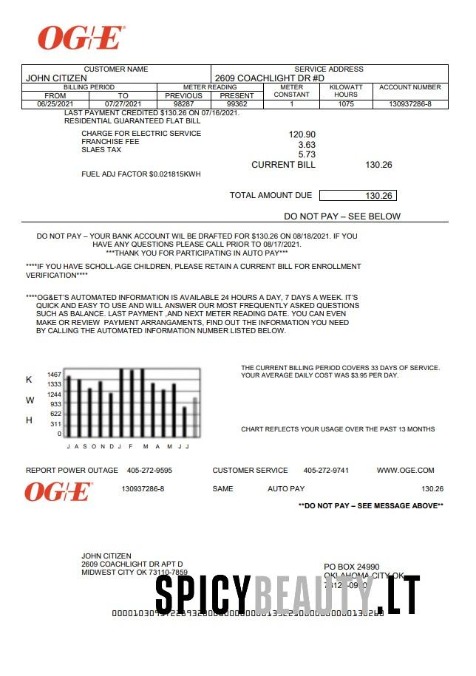 OG/E
CUSTOMER NAME SERVICE ADDRESS
JOHN CITIZEN 2609 COACHLIGHT DR #D
BILLING PERIOD METER READING METER KILOWATT ACCOUNT NUMBER
FROM TO PREVIOUS PRESENT CONSTANT HOURS
06/25/2021 07/27/2021 98287 99362 1 1075 130937286-8
LAST PAYMENT CREDITED $130.26 ON 07/16/2021.
RESIDENTIAL GUARANTEED FLAT BILL
CHARGE FOR ELECTRIC SERVICE 120.90
FRANCHISE FEE 3.63
SLAES TAX 5.73
CURRENT BILL 130.26
FUEL ADJ FACTOR $0.021815KWH
TOTAL AMOUNT DUE 130.26
DO NOT PAY – SEE BELOW
DO NOT PAY – YOUR BANK ACCOUNT WIL BE DRAFTED FOR $130.26 ON 08/18/2021. IF YOU
HAVE ANY QUESTIONS PLEASE CALL PRIOR TO 08/17/2021.
***THANK YOU FOR PARTICIPATING IN AUTO PAY***
****IF YOU HAVE SCHOLL-AGE CHILDREN, PLEASE RETAIN A CURRENT BILL FOR ENROLLMENT
VERIFICATION****
****OG&ET'S AUTOMATED INFORMATION IS AVAILABLE 24 HOURS A DAY, 7 DAYS A WEEK. IT'S
QUICK AND EASY TO USE AND WILL ANSWER OUR MOST FREQUENTLY ASKED QUESTIONS
SUCH AS BALANCE. LAST PAYMENT ,AND NEXT METER READING DATE. YOU CAN EVEN
MAKE OR REVIEW PAYMENT ARRANGAMENTS, FIND OUT THE INFORMATION YOU NEED
BY CALLING THE AUTOMATED INFORMATION NUMBER LISTED BELOW.
THE CURRENT BILLING PERIOD COVERS 33 DAYS OF SERVICE.
YOUR AVERAGE DAILY COST WAS $3.95 PER DAY.
K W H
1467
1333
1244
933
622
311
0
J A S O N D J F M A M J J
CHART REFLECTS YOUR USAGE OVER THE PAST 13 MONTHS
REPORT POWER OUTAGE 405-272-9595 CUSTOMER SERVICE 405-272-9741 WWW.OGE.COM
OG/E 130937286-8 SAME AUTO PAY 130.26
**DO NOT PAY – SEE MESSAGE ABOVE**
JOHN CITIZEN
2609 COACHLIGHT DR APT D
MIDWEST CITY OK 73110-7859
PO BOX 24990
OKLAHOMA CITY OK
SPICYBEAUTY.LT